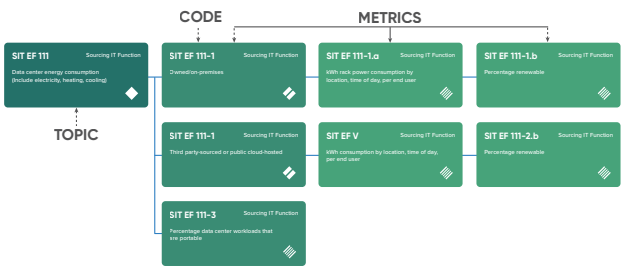 CODE
METRICS
SIT EF 111
Sourcing IT Function
Data center energy consumption
(Include electricity, heating, cooling)
SIT EF 111-1
Sourcing IT Function
Owned/on-premises
SIT EF 111-1.a
Sourcing IT Function
kWh rack power consumption by
location, time of day, per end user
SIT EF 111-1.b
Sourcing IT Function
Percentage renewable
TOPIC
SIT EF 111-1
Sourcing IT Function
Third party-sourced or public cloud-hosted
SIT EF V
Sourcing IT Function
kWh consumption by location, time of day,
per end user
SIT EF 111-2.b
Sourcing IT Function
Percentage renewable
SIT EF 111-3
Sourcing IT Function
Percentage data center workloads that
are portable